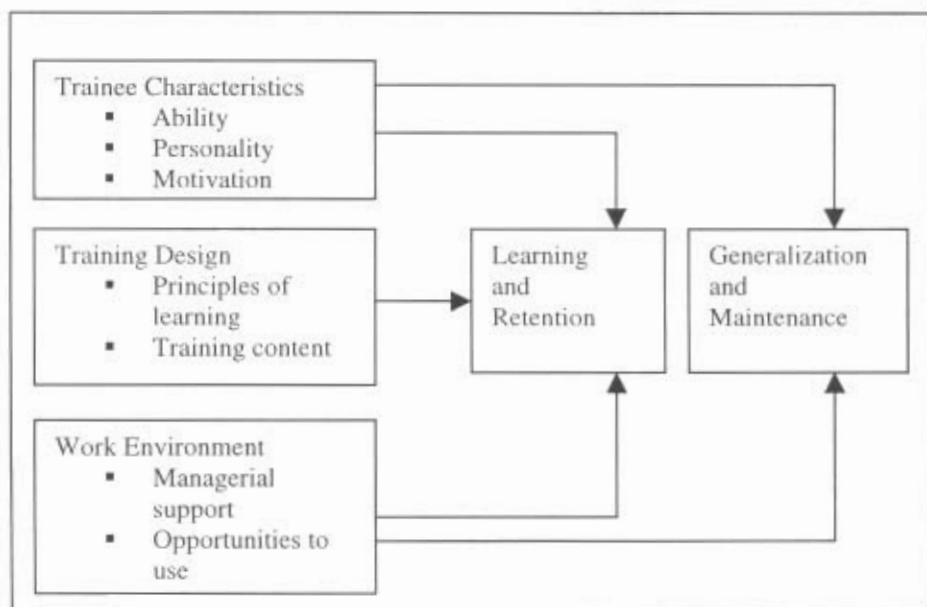 Trainee Characteristics
▪ Ability
▪ Personality
▪ Motivation
Training Design
▪ Principles of
learning
▪ Training content
Work Environment
▪ Managerial
support
▪ Opportunities to
use
Learning
and
Retention
Generalization
and
Maintenance